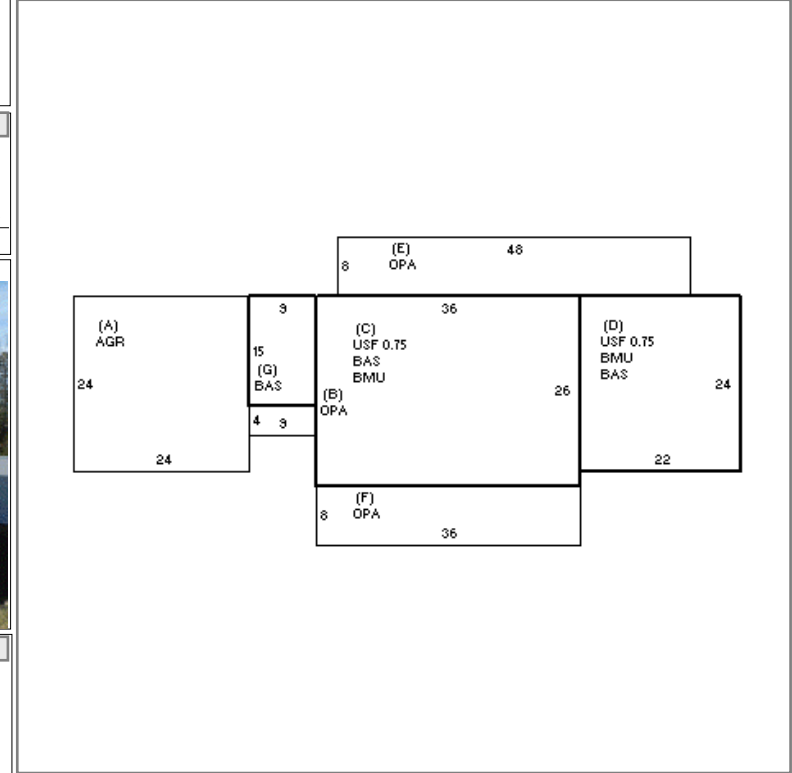 (E)
OPA
48
8
(A)
AGR
24
24
9
15
(G)
BAS
4
9
(B)
OPA
36
(C)
USF 0.75
BAS
BMU
26
(D)
USF 0.75
BMU
BAS
24
22
(F)
OPA
8
36